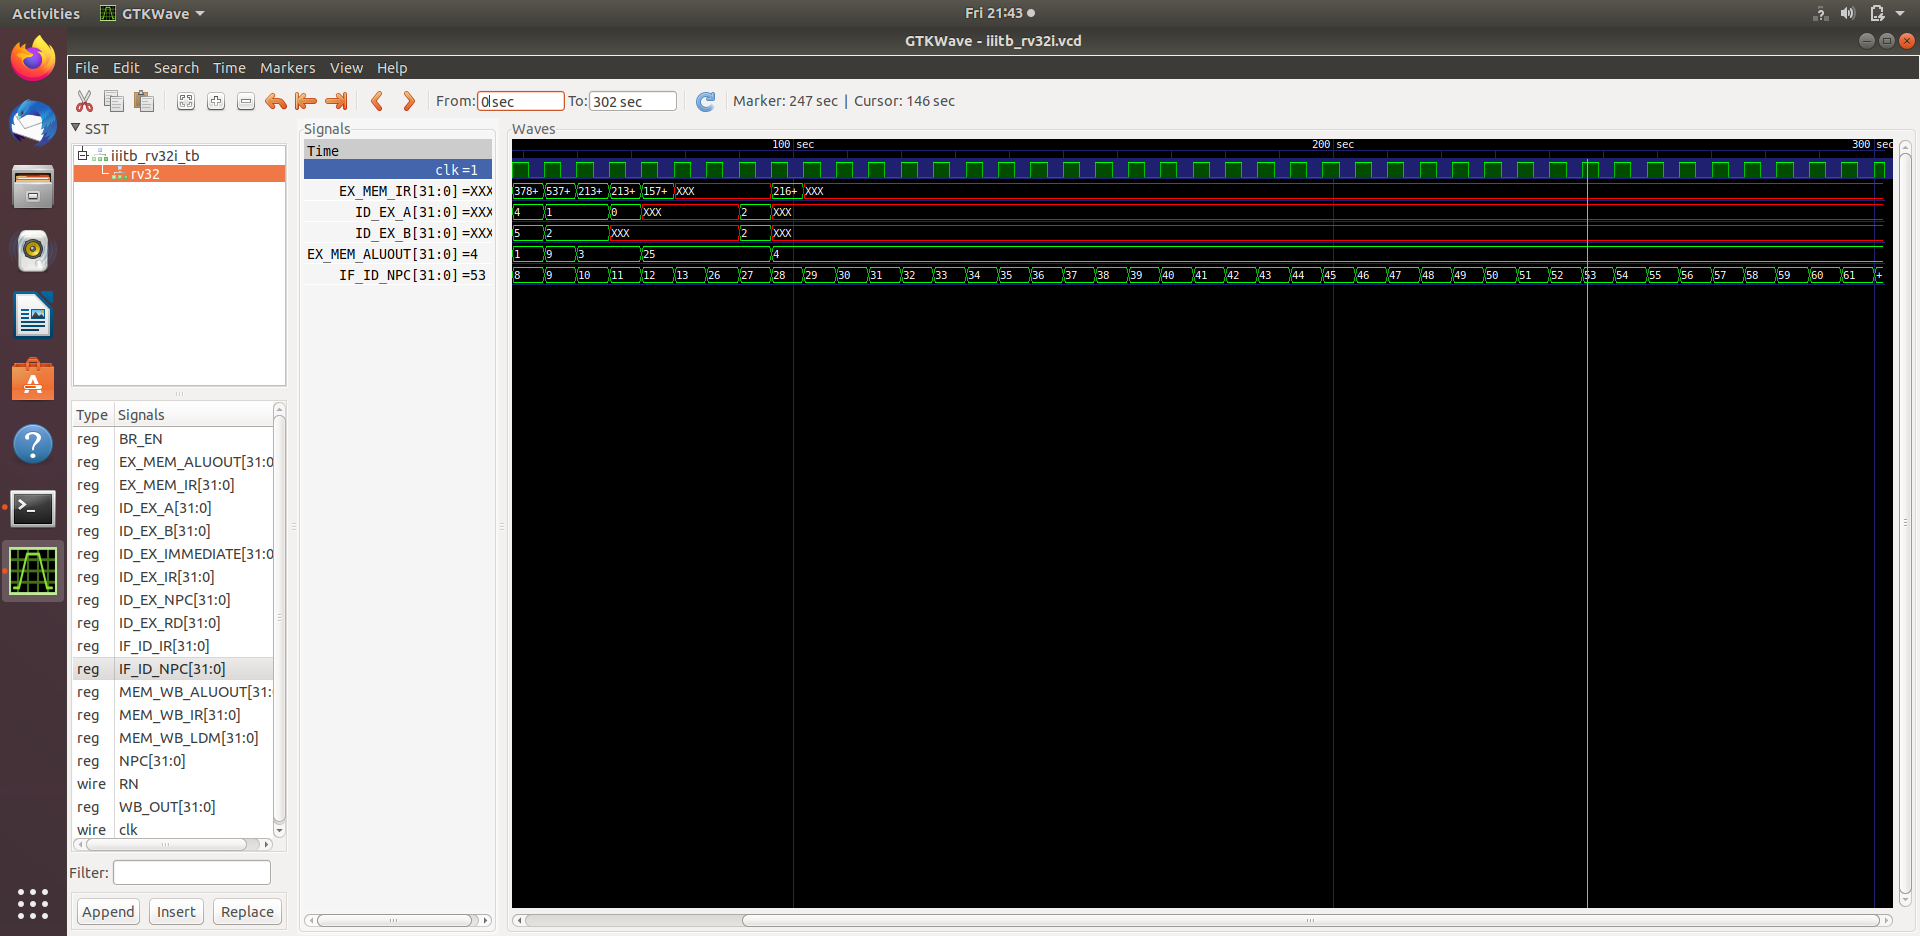 Activities GTKWave Fri 21:43
GTKWave - iiitb_rv32i.vcd
File Edit Search Time Markers View Help
From: 0 sec To: 302 sec Marker: 247 sec | Cursor: 146 sec
SST
iiitb_rv32i_tb
rv32
Type Signals
reg BR_EN
reg EX_MEM_ALUOUT[31:0
reg EX_MEM_IR[31:0]
reg ID_EX_A[31:0]
reg ID_EX_B[31:0]
reg ID_EX_IMMEDIATE[31:0
reg ID_EX_IR[31:0]
reg ID_EX_NPC[31:0]
reg ID_EX_RD[31:0]
reg IF_ID_IR[31:0]
reg IF_ID_NPC[31:0]
reg MEM_WB_ALUOUT[31:
reg MEM_WB_IR[31:0]
reg MEM_WB_LDM[31:0]
reg NPC[31:0]
wire RN
reg WB_OUT[31:0]
wire clk
Filter:
Append Insert Replace
Signals
Time
clk=1
EX_MEM_IR[31:0]=XXX
ID_EX_A[31:0]=XXX
ID_EX_B[31:0]=XXX
EX_MEM_ALUOUT[31:0]=4
IF_ID_NPC[31:0]=53
Waves
100 sec 200 sec 300 sec
378+ 537+ 213+ 213+ 157+ XXX 216+ XXX
4 1 0 XXX 2 XXX
5 2 XXX 2 XXX
1 9 3 25 4
8 9 10 11 12 13 26 27 28 29 30 31 32 33 34 35 36 37 38 39 40 41 42 43 44 45 46 47 48 49 50 51 52 53 54 55 56 57 58 59 60 61 +